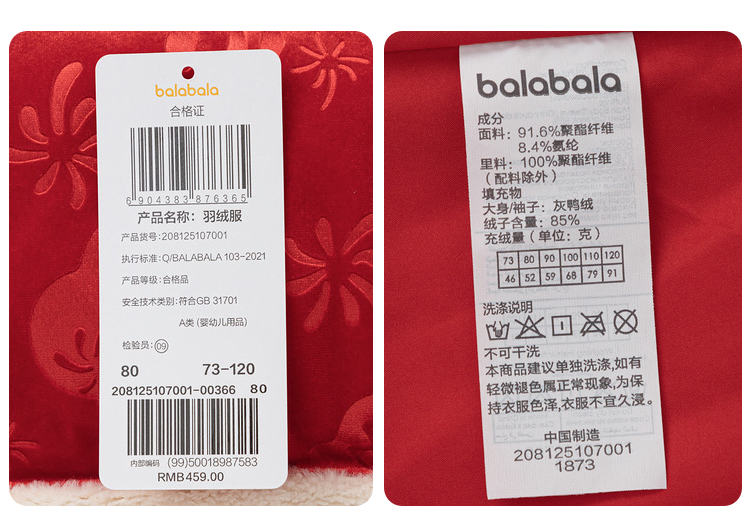 balabala
合格证
6 904383 876365
产品名称: 羽绒服
产品货号:208125107001
执行标准:Q/BALABALA 103-2021
产品等级:合格品
安全技术类别:符合GB 31701
A类 (婴幼儿用品)
检验员: 09
80 73-120
208125107001-00366 80
内部编码 (99)50018987583
RMB459.00
balabala
成分
面料: 91.6%聚酯纤维
8.4%氨纶
里料: 100%聚酯纤维
(配料除外)
填充物
大身/袖子: 灰鸭绒
绒子含量: 85%
充绒量 (单位: 克)
73 80 90 100 110 120
46 52 59 68 79 91
洗涤说明
不可干洗
本商品建议单独洗涤,如有
轻微褪色属正常现象,为保
持衣服色泽,衣服不宜久浸。
中国制造
208125107001
1873